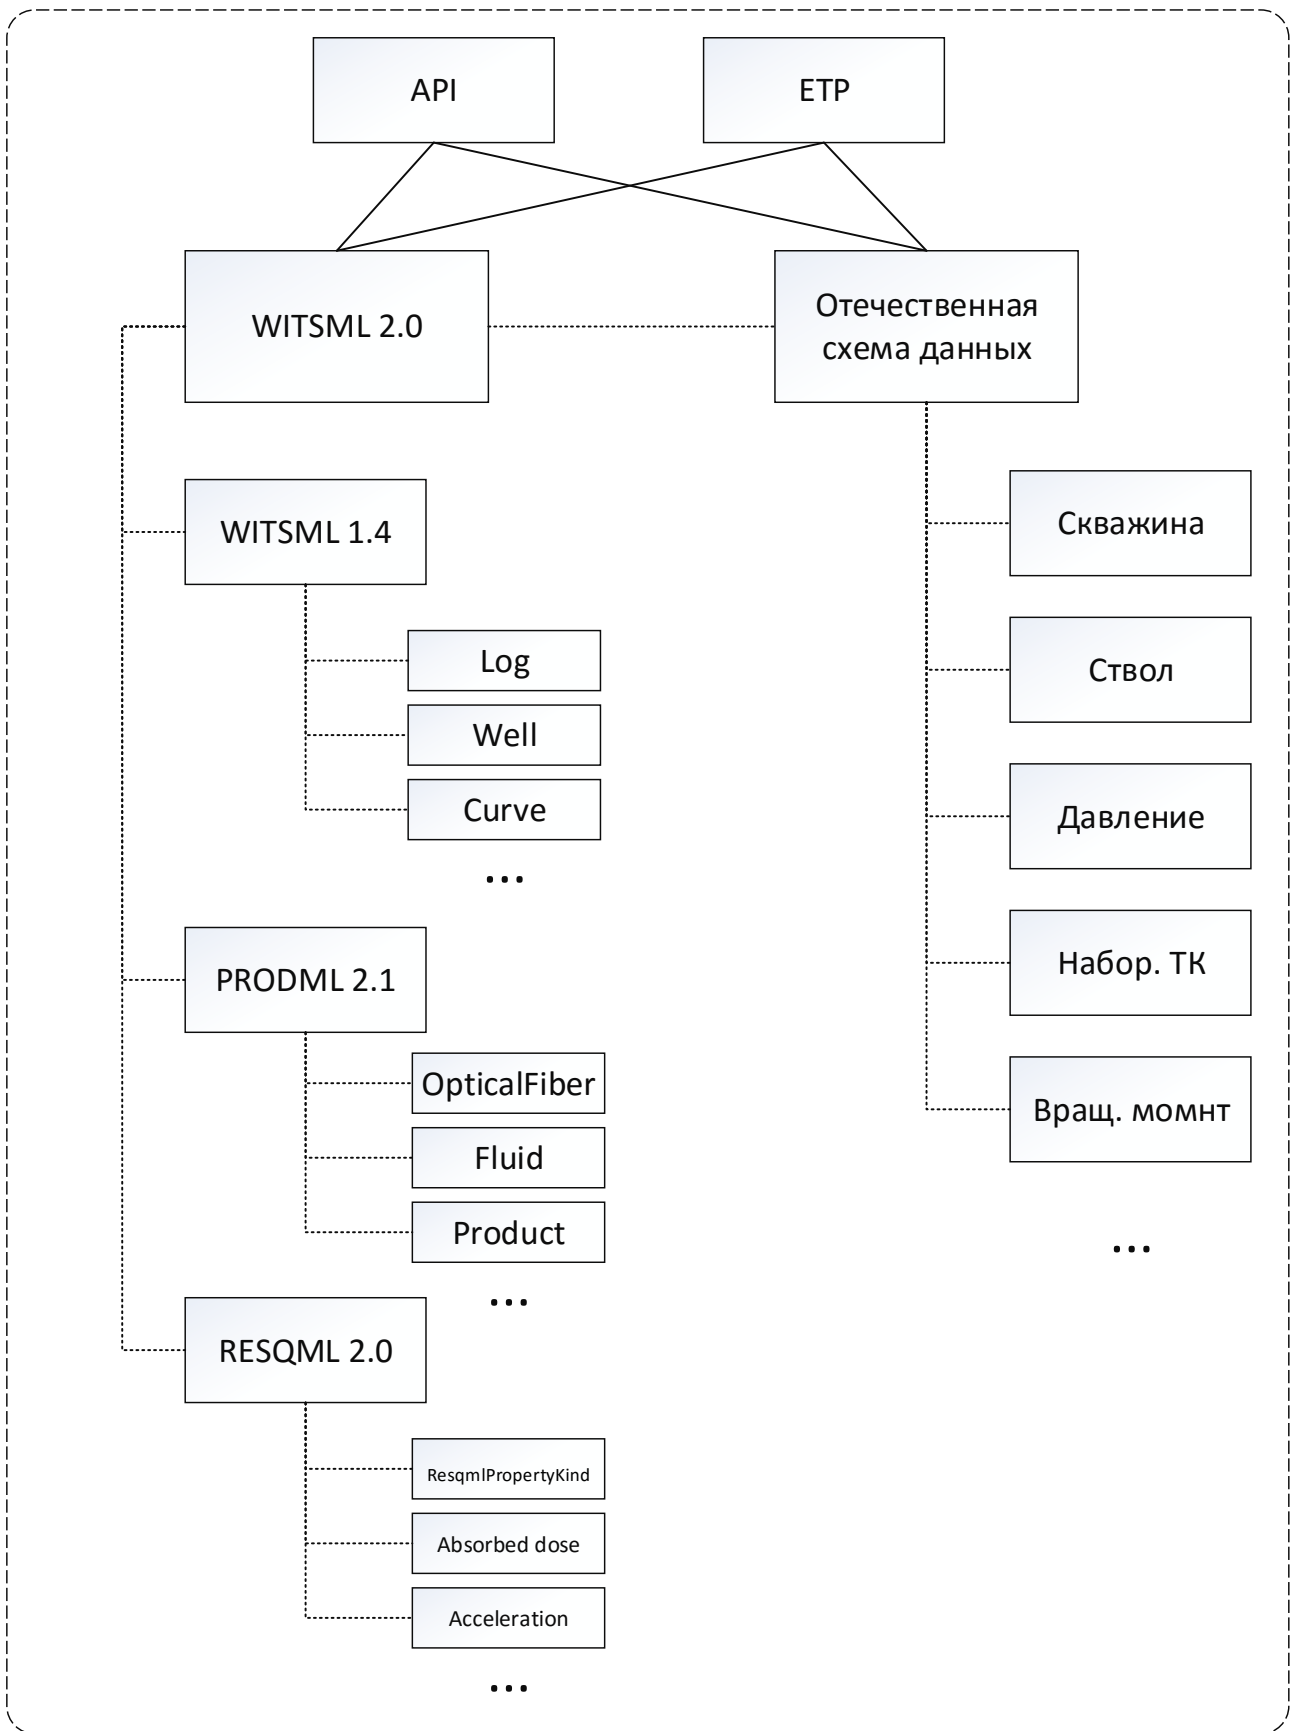 API
ETP
WITSML 2.0
Отечественная
схема данных
WITSML 1.4
Log
Well
Curve
...
PRODML 2.1
OpticalFiber
Fluid
Product
...
RESQML 2.0
ResqmlPropertyKind
Absorbed dose
Acceleration
...
Скважина
Ствол
Давление
Набор. ТК
Вращ. момнт
...